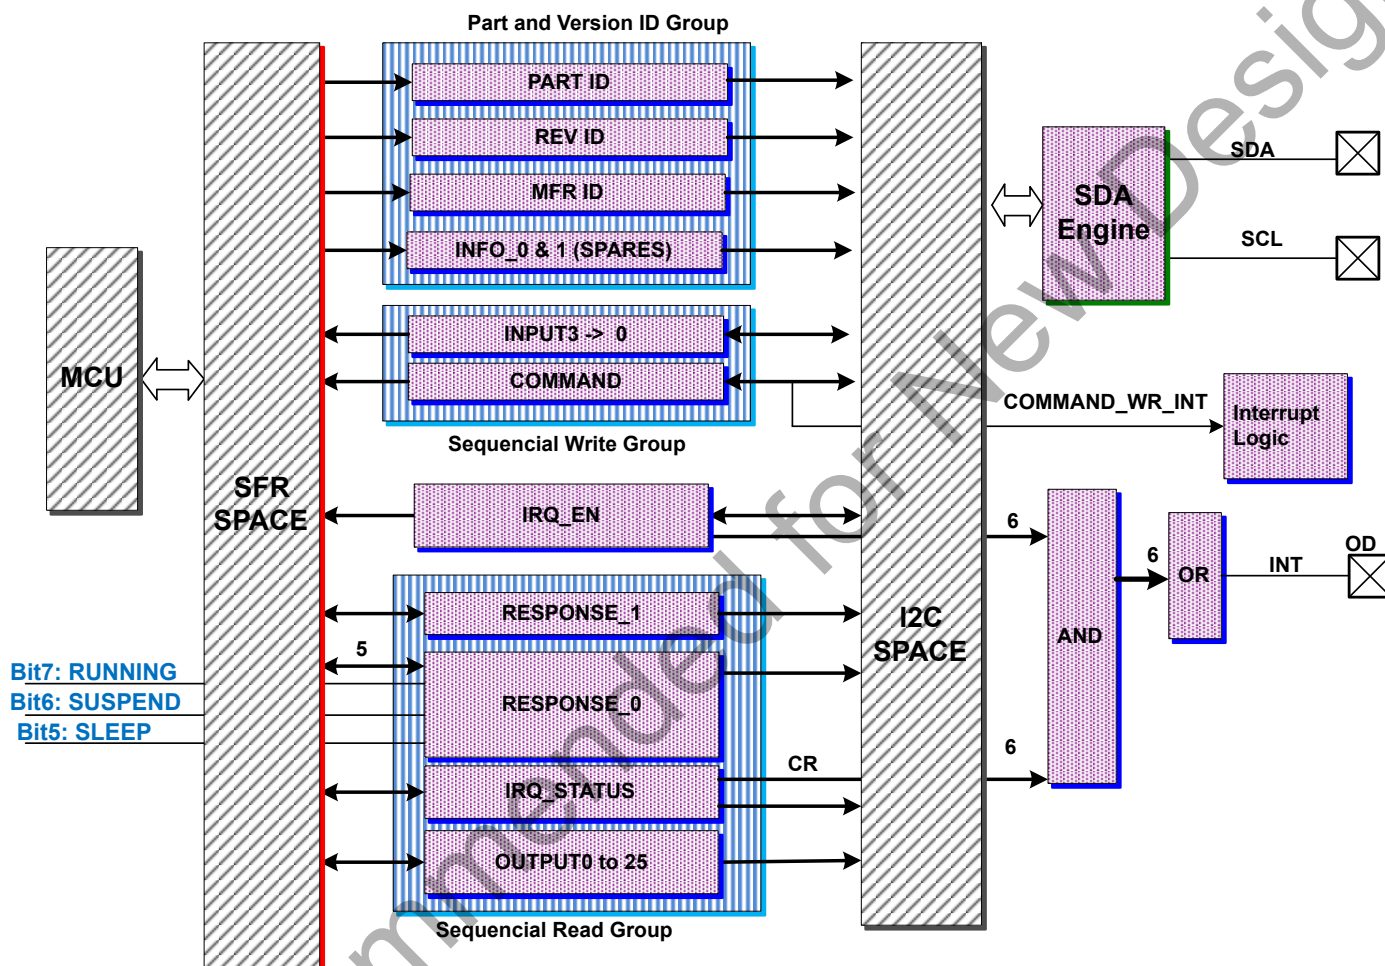 Part and Version ID Group
PART ID
REV ID
MFR ID
INFO_0 & 1 (SPARES)
INPUT3 -> 0
COMMAND
Sequencial Write Group
MCU
SFR
SPACE
IRQ_EN
RESPONSE_1
5
RESPONSE_0
Bit7: RUNNING
Bit6: SUSPEND
Bit5: SLEEP
IRQ_STATUS
CR
OUTPUT0 to 25
Sequencial Read Group
I2C
SPACE
SDA
Engine
SDA
SCL
COMMAND_WR_INT
Interrupt
Logic
6
6
AND
6
OR
INT
OD
mmended for New Desig